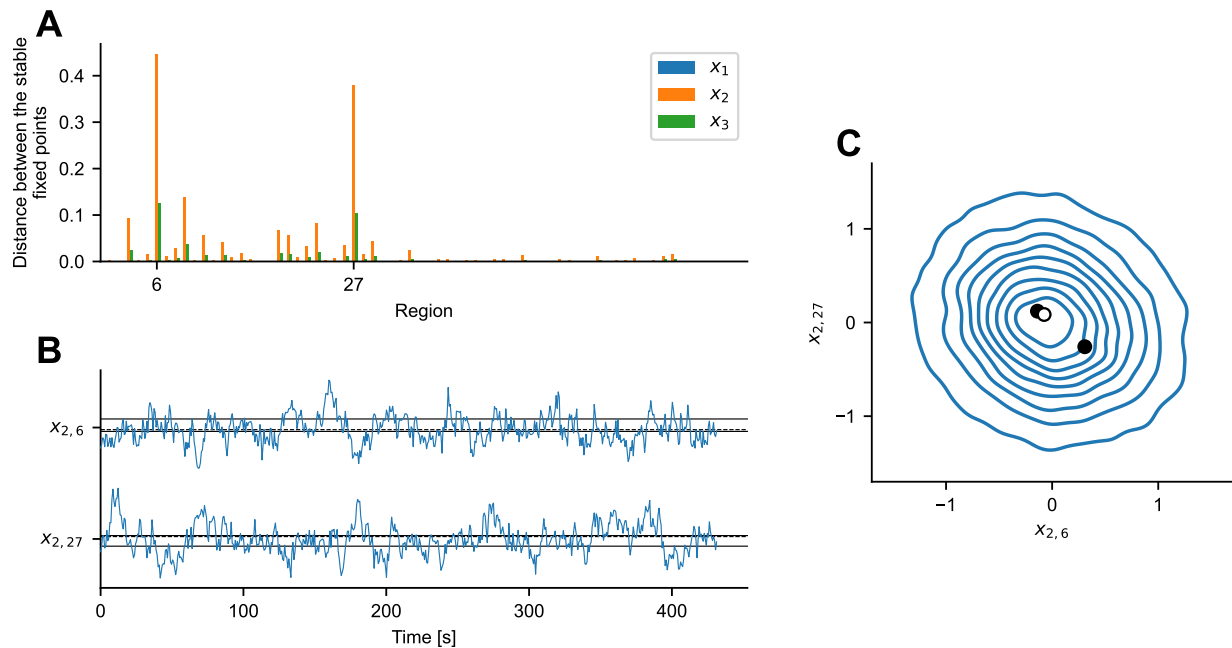 A
Distance between the stable
fixed points
0.4
0.3
0.2
0.1
0.0
x1
x2
x3
6
27
Region
B
x2,6
x2,27
0
100
200
300
400
Time [s]
C
x2,27
1
0
−1
−1
0
1
x2,6